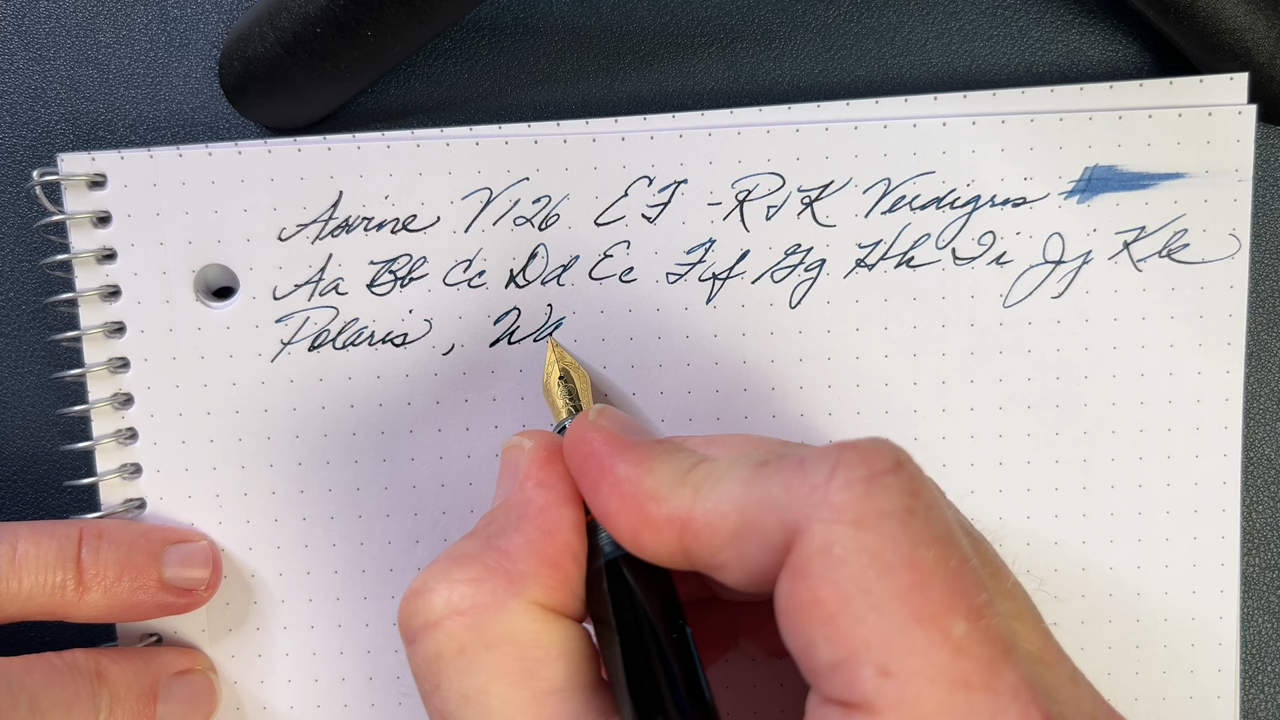 Asvine V126 EF - R&K Verdigris
Aa Bb Cc Dd Ee Ff Gg Hh Ii Jj Kk
Polaris, Wa